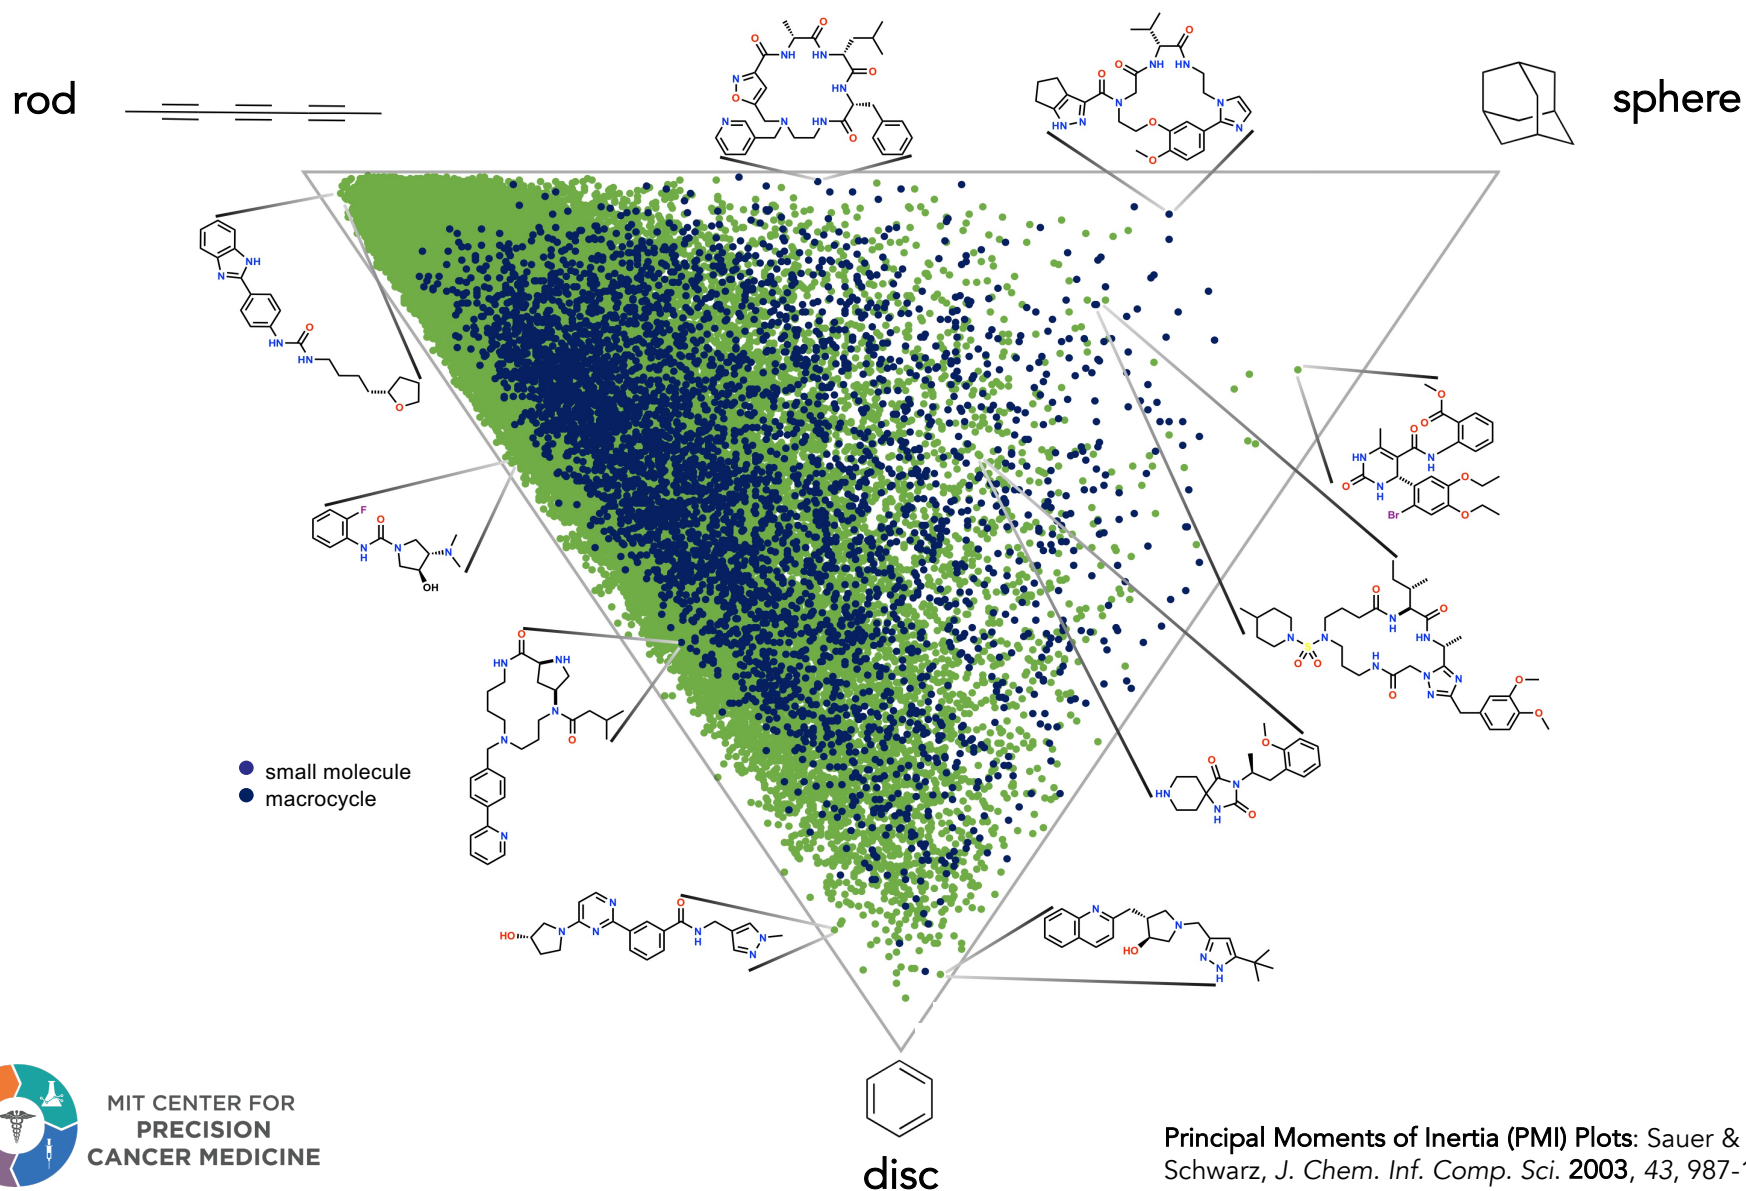 rod
sphere
small molecule
macrocycle
disc
MIT CENTER FOR
PRECISION
CANCER MEDICINE
Principal Moments of Inertia (PMI) Plots: Sauer &
Schwarz, J. Chem. Inf. Comp. Sci. 2003, 43, 987-